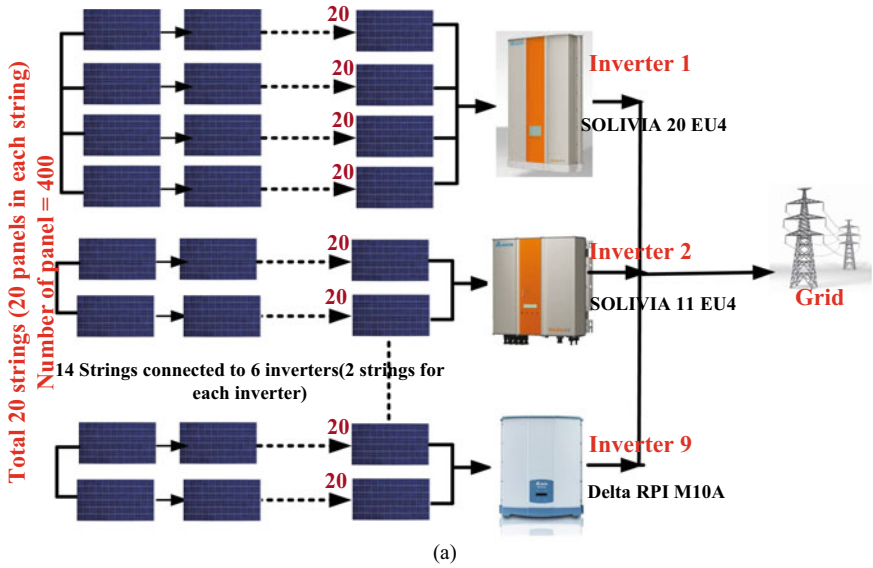 Total 20 strings (20 panels in each string)
Number of panel = 400
20
20
20
20
Inverter 1
SOLIVIA 20 EU4
20
20
Inverter 2
SOLIVIA 11 EU4
Grid
14 Strings connected to 6 inverters(2 strings for
each inverter)
20
20
Inverter 9
Delta RPI M10A
(a)